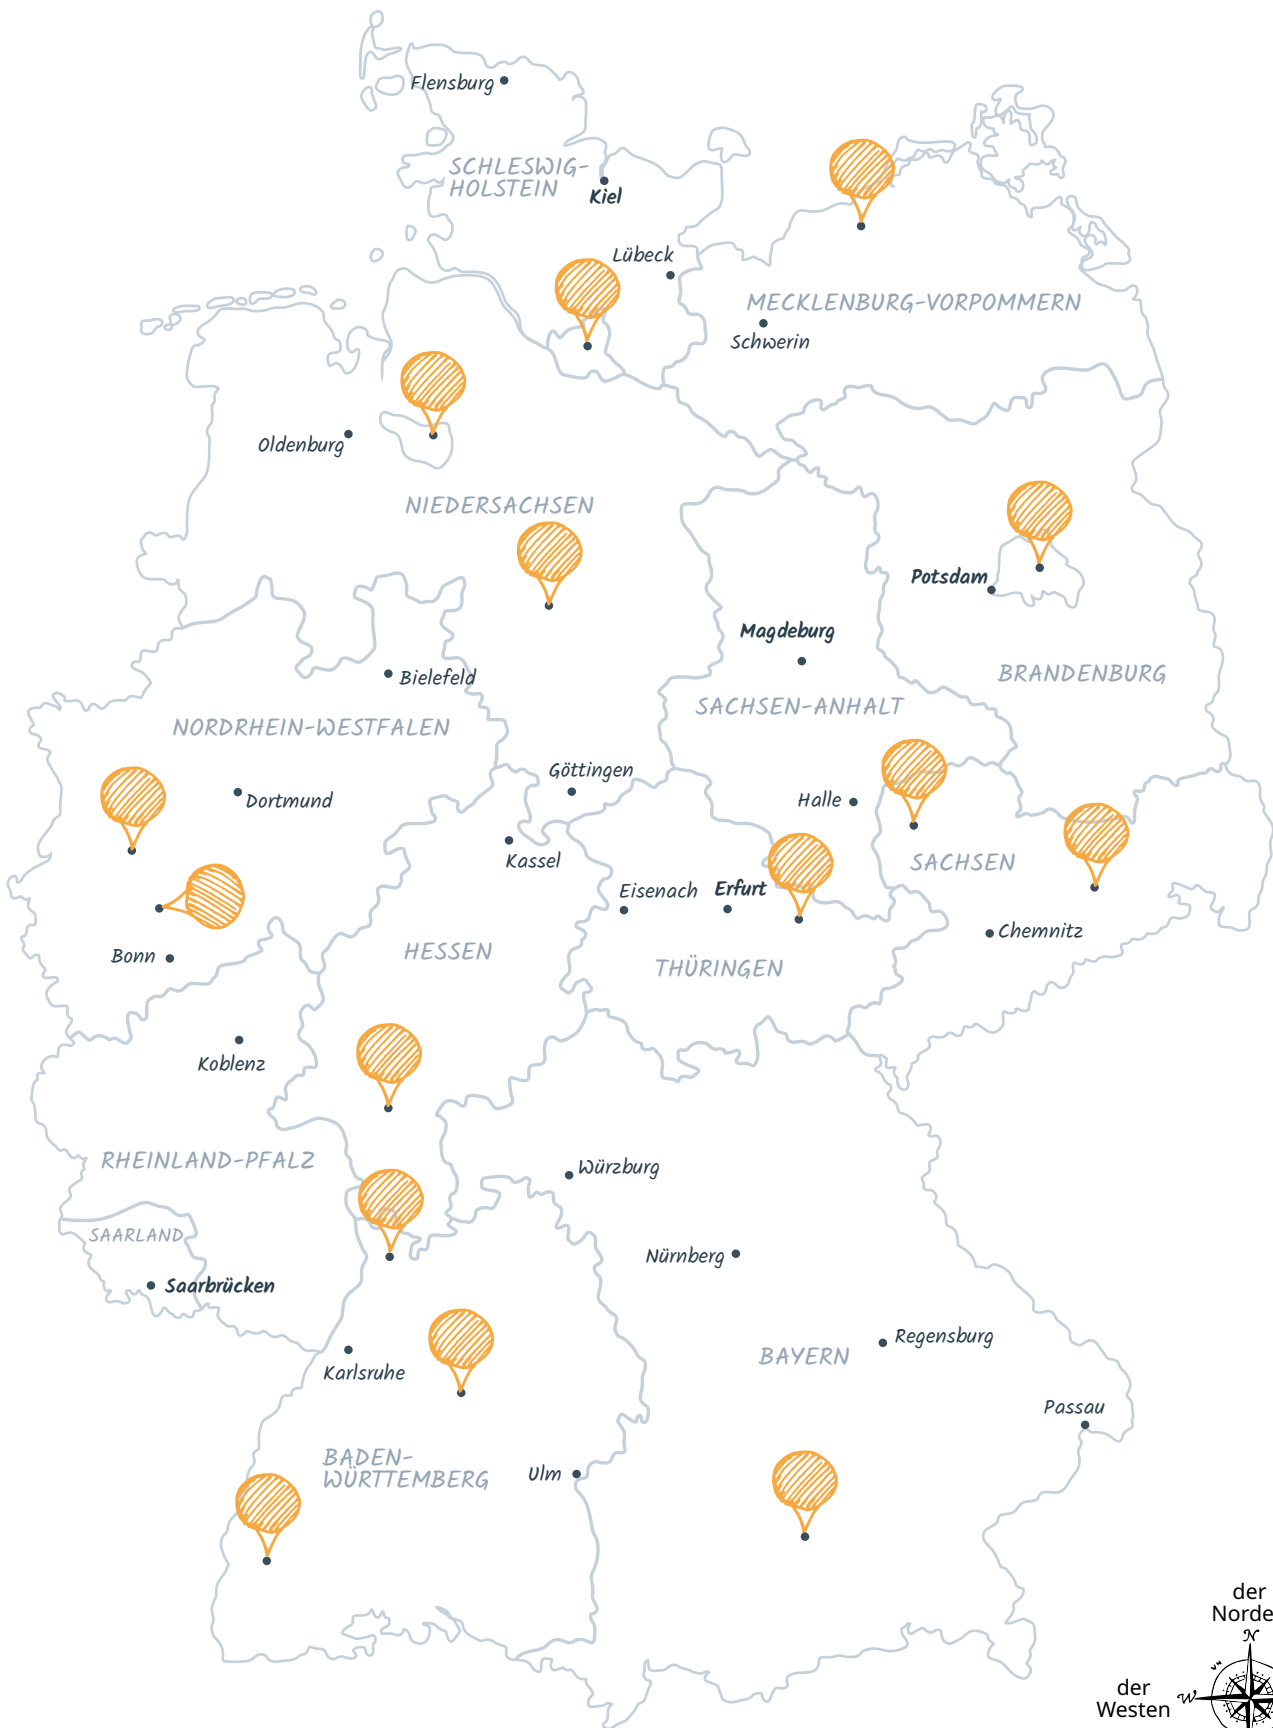 Flensburg
SCHLESWIG-
HOLSTEIN
Kiel
Lübeck
MECKLENBURG-VORPOMMERN
Schwerin
Oldenburg
NIEDERSACHSEN
Potsdam
Magdeburg
BRANDENBURG
Bielefeld
SACHSEN-ANHALT
NORDRHEIN-WESTFALEN
Göttingen
Dortmund
Halle
Kassel
SACHSEN
Eisenach
Erfurt
Chemnitz
HESSEN
Bonn
THÜRINGEN
Koblenz
RHEINLAND-PFALZ
Würzburg
SAARLAND
Nürnberg
Saarbrücken
Regensburg
BAYERN
Karlsruhe
Passau
BADEN-
WÜRTTEMBERG
Ulm
der
Norde
N
der
Westen
W